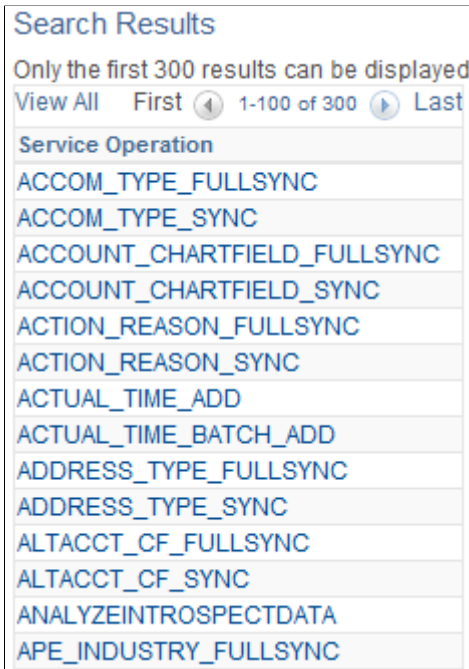 Search Results
Only the first 300 results can be displayed
View All First 1-100 of 300 Last
Service Operation
ACCOM_TYPE_FULLSYNC
ACCOM_TYPE_SYNC
ACCOUNT_CHARTFIELD_FULLSYNC
ACCOUNT_CHARTFIELD_SYNC
ACTION_REASON_FULLSYNC
ACTION_REASON_SYNC
ACTUAL_TIME_ADD
ACTUAL_TIME_BATCH_ADD
ADDRESS_TYPE_FULLSYNC
ADDRESS_TYPE_SYNC
ALTACCT_CF_FULLSYNC
ALTACCT_CF_SYNC
ANALYZEINTROSPECTDATA
APE_INDUSTRY_FULLSYNC